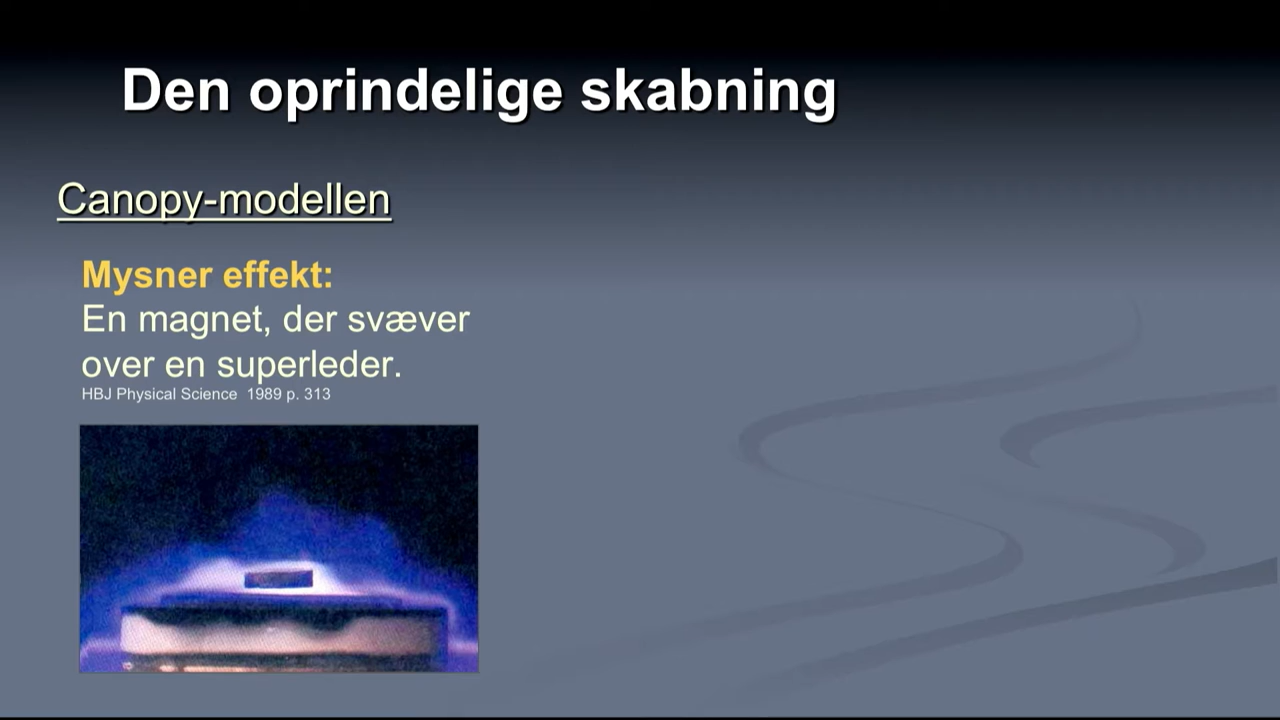 Den oprindelige skabning
Canopy-modellen
Mysner effekt:
En magnet, der svæver
over en superleder.
HBJ Physical Science 1989 p. 313